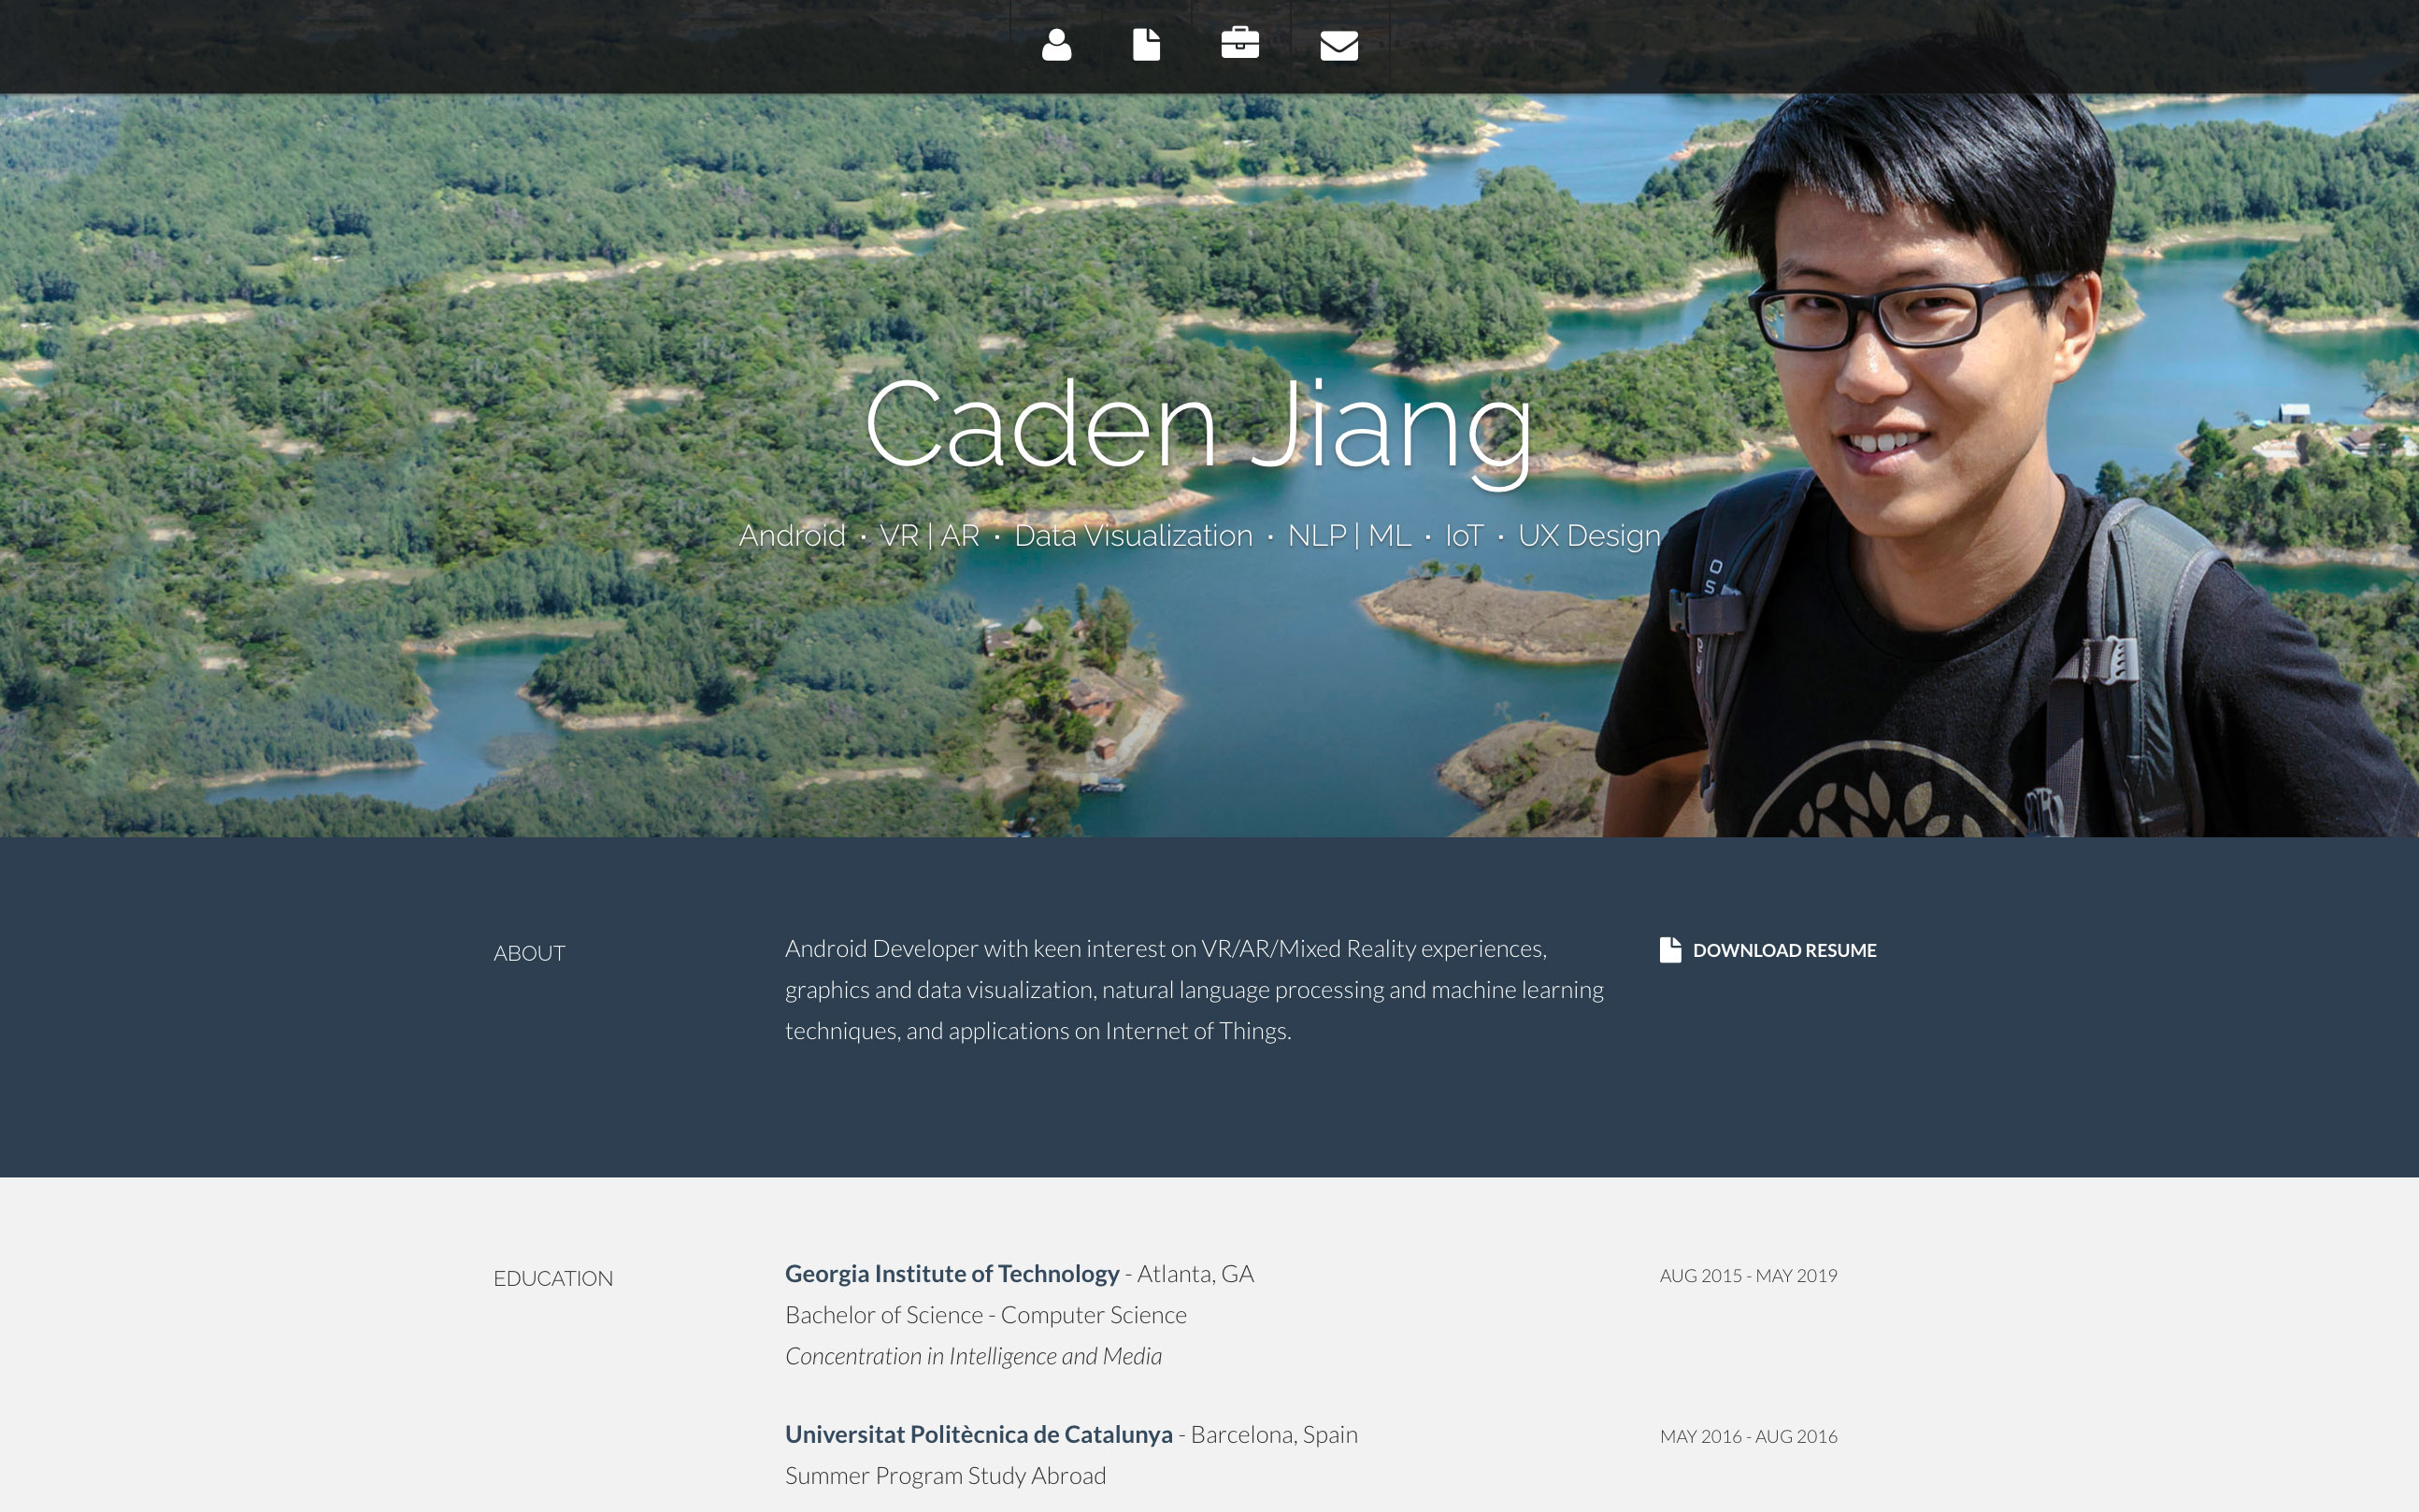 Caden Jiang
Android · VR | AR · Data Visualization · NLP | ML · IoT · UX Design
ABOUT
Android Developer with keen interest on VR/AR/Mixed Reality experiences,
graphics and data visualization, natural language processing and machine learning
techniques, and applications on Internet of Things.
DOWNLOAD RESUME
EDUCATION
Georgia Institute of Technology - Atlanta, GA
AUG 2015 - MAY 2019
Bachelor of Science - Computer Science
Concentration in Intelligence and Media
Universitat Politècnica de Catalunya - Barcelona, Spain
MAY 2016 - AUG 2016
Summer Program Study Abroad